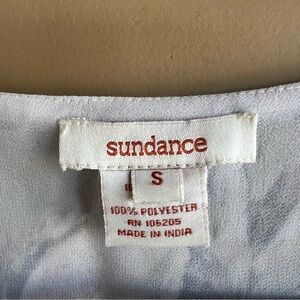 sundance
S
100% POLYESTER
RN 106205
MADE IN INDIA